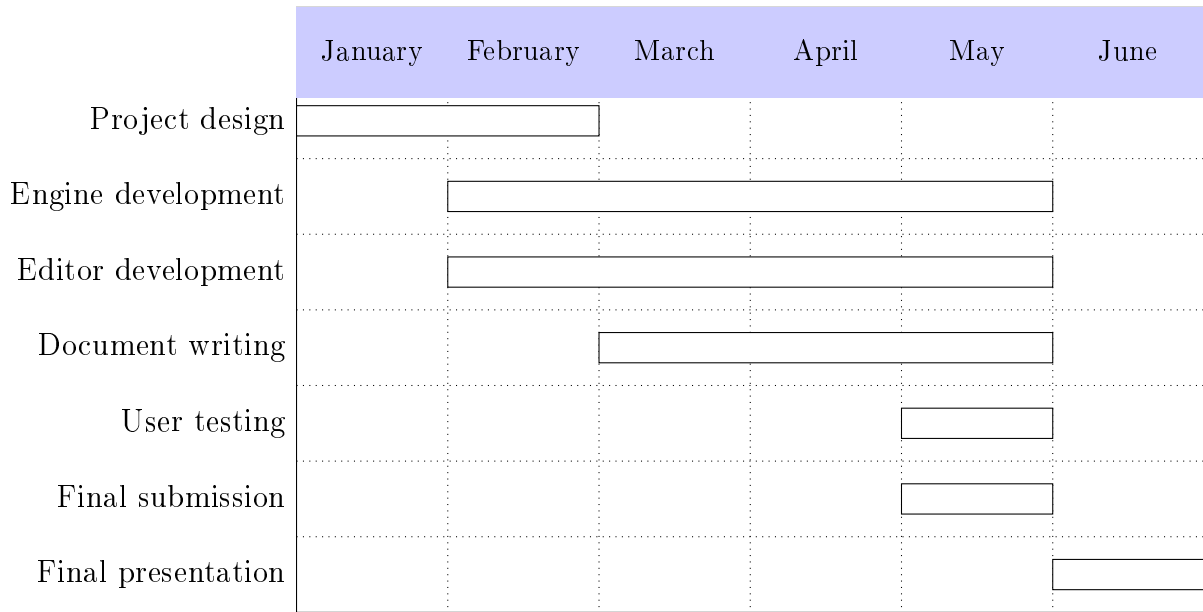 January February March April May June
Project design
Engine development
Editor development
Document writing
User testing
Final submission
Final presentation